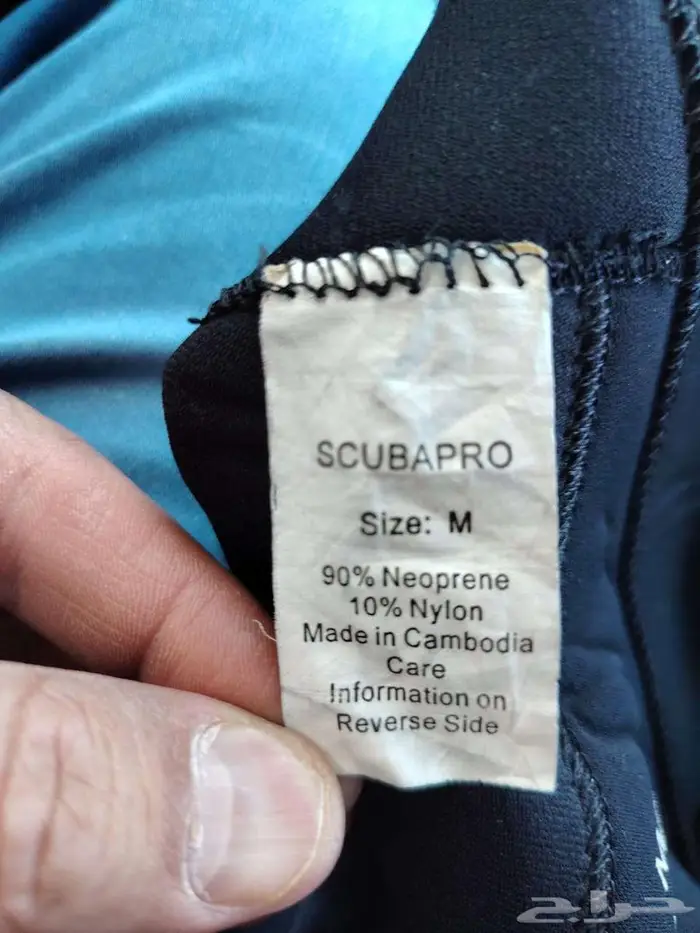 SCUBAPRO
Size: M
90% Neoprene
10% Nylon
Made in Cambodia
Care
Information on
Reverse Side
حراج